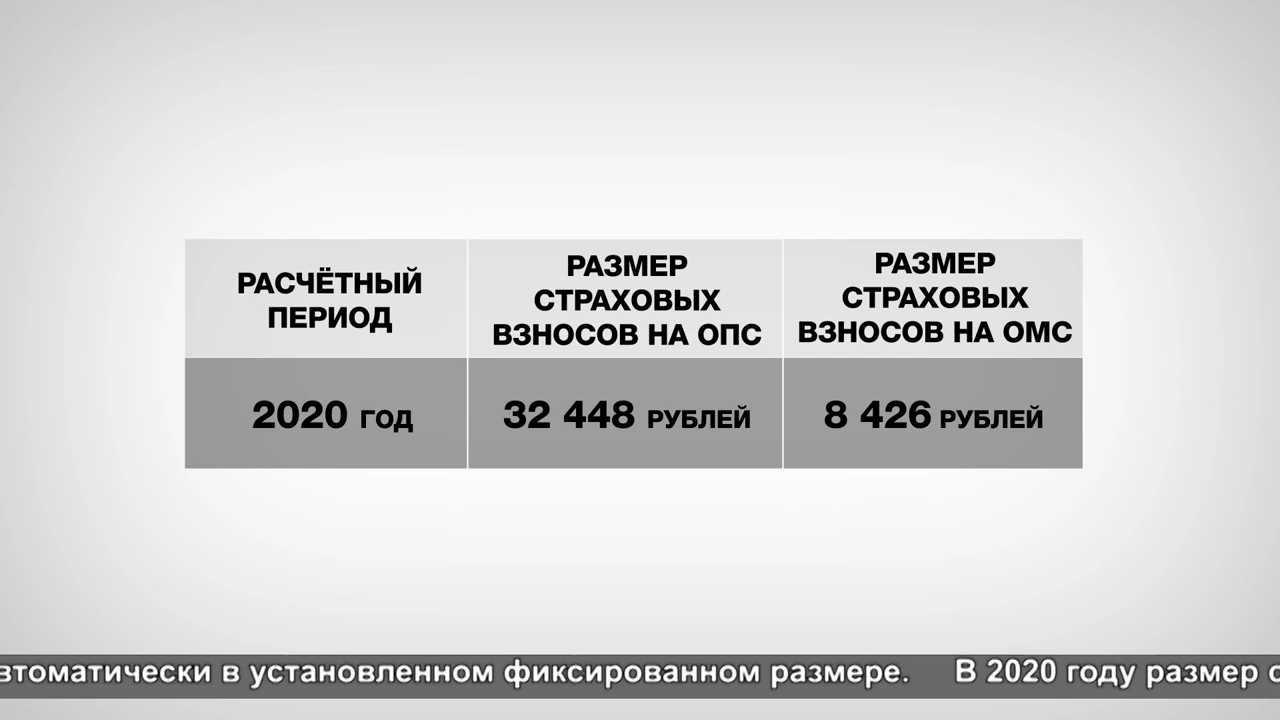 РАСЧЁТНЫЙ
ПЕРИОД
РАЗМЕР
СТРАХОВЫХ
ВЗНОСОВ НА ОПС
РАЗМЕР
СТРАХОВЫХ
ВЗНОСОВ НА ОМС
2020 ГОД
32 448 РУБЛЕЙ
8 426 РУБЛЕЙ
втоматически в установленном фиксированном размере. В 2020 году размер с